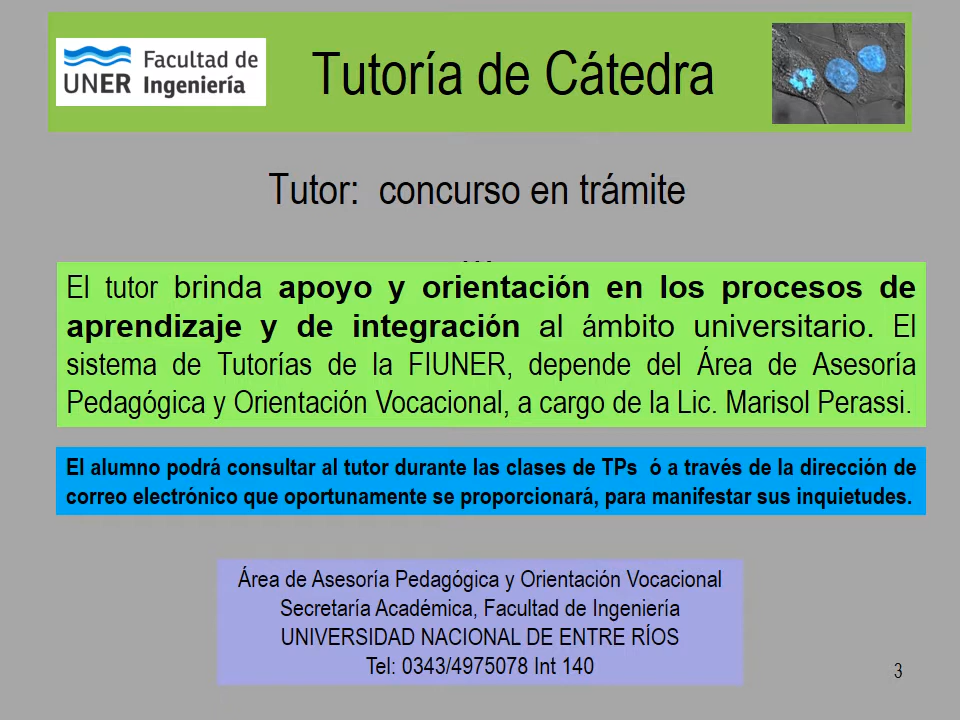 UNER Facultad de Ingeniería
Tutoría de Cátedra
Tutor: concurso en trámite
...
El tutor brinda apoyo y orientación en los procesos de
aprendizaje y de integración al ámbito universitario. El
sistema de Tutorías de la FIUNER, depende del Área de Asesoría
Pedagógica y Orientación Vocacional, a cargo de la Lic. Marisol Perassi.
El alumno podrá consultar al tutor durante las clases de TPs ó a través de la dirección de
correo electrónico que oportunamente se proporcionará, para manifestar sus inquietudes.
Área de Asesoría Pedagógica y Orientación Vocacional
Secretaría Académica, Facultad de Ingeniería
UNIVERSIDAD NACIONAL DE ENTRE RÍOS
Tel: 0343/4975078 Int 140
3